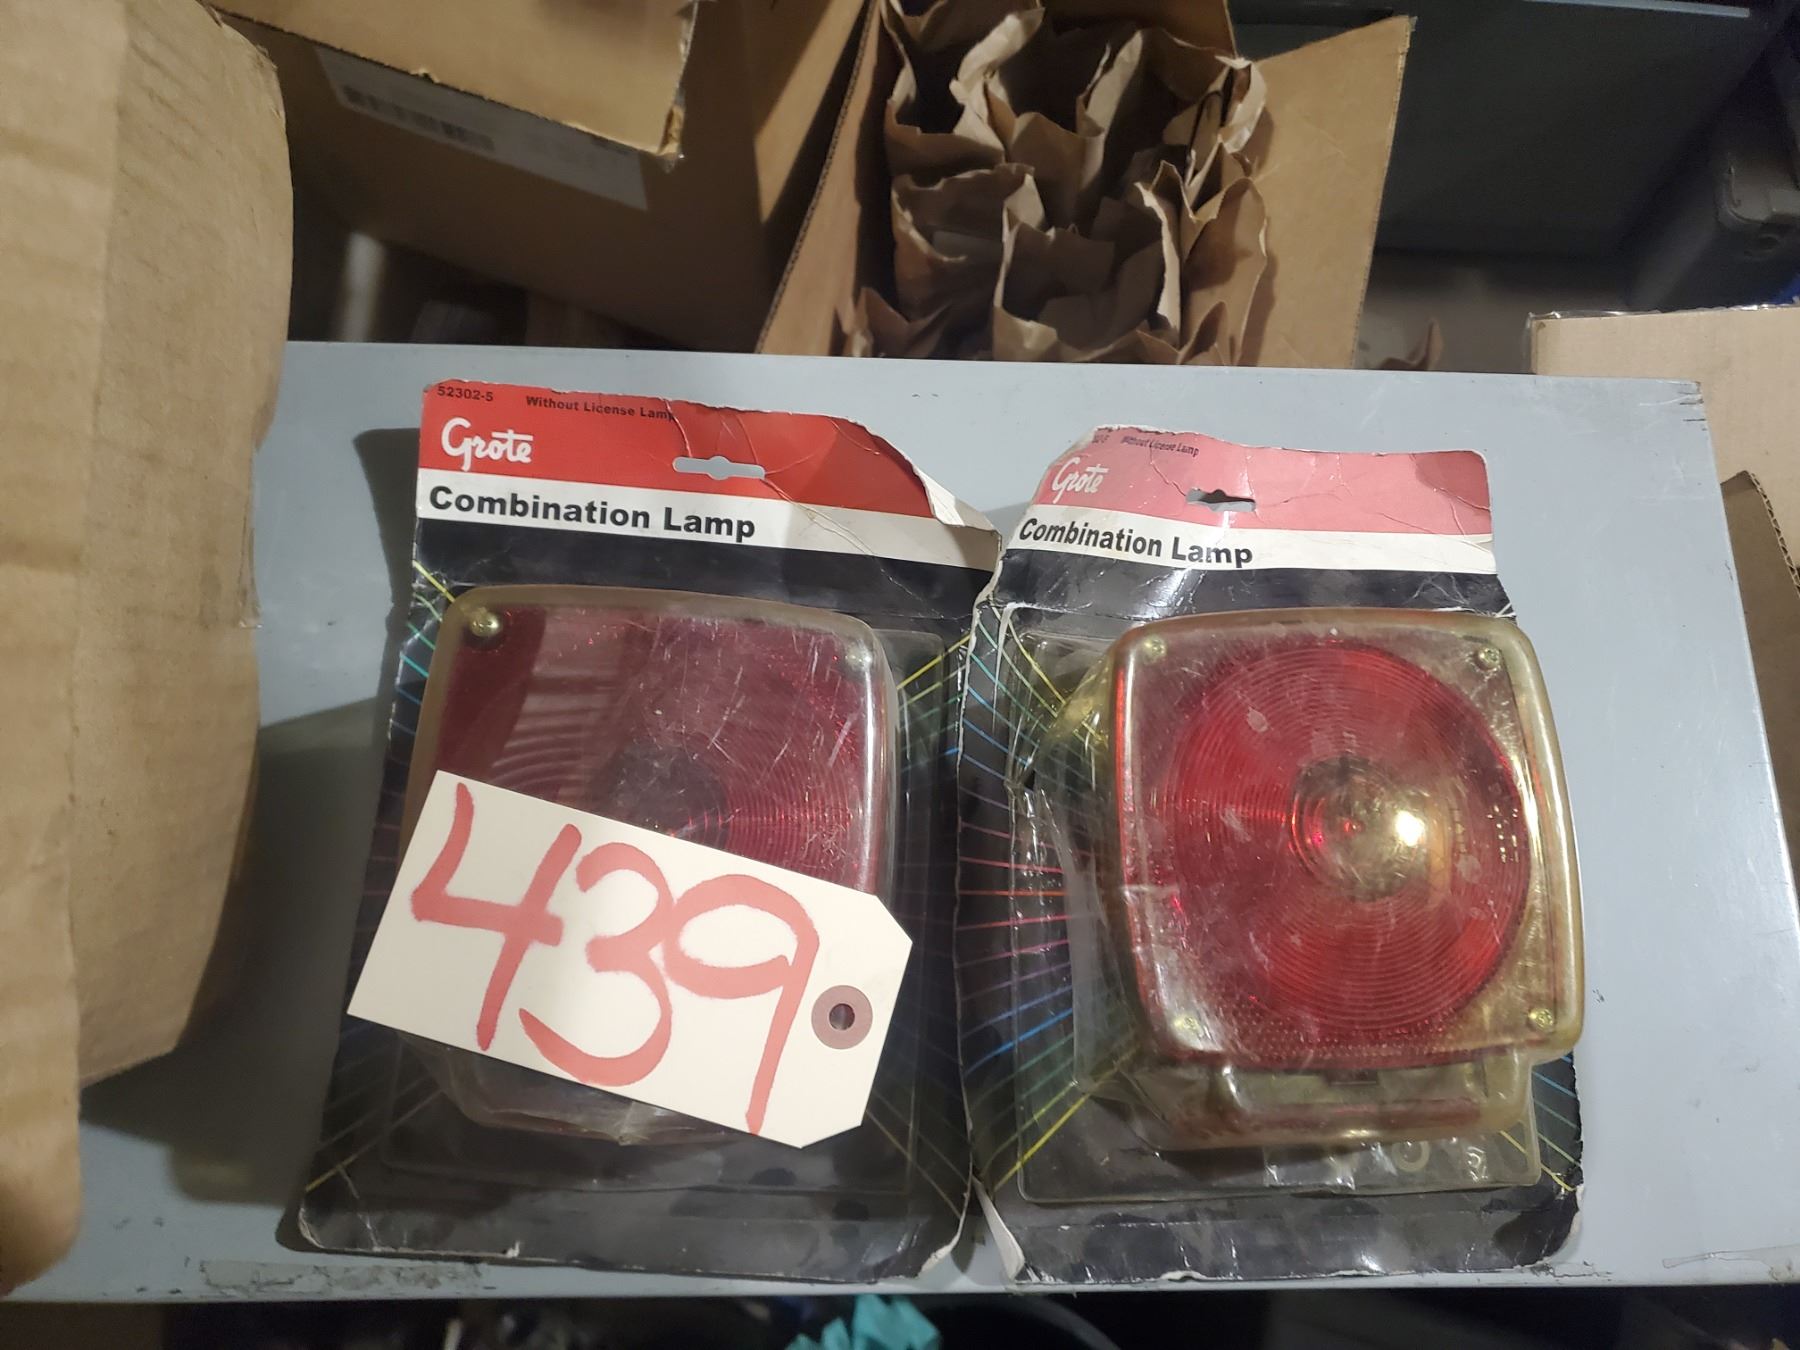 52302-5 Without License Lamp
Grote
Combination Lamp
439
Without License Lamp
Grote
Combination Lamp